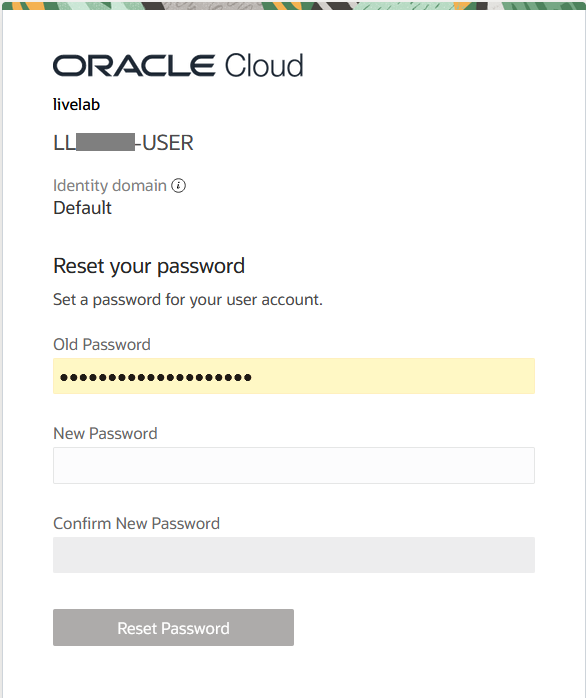 ORACLE Cloud
livelab
LL-USER
Identity domain i
Default
Reset your password
Set a password for your user account.
Old Password
••••••••••••••••••••
New Password
Confirm New Password
Reset Password